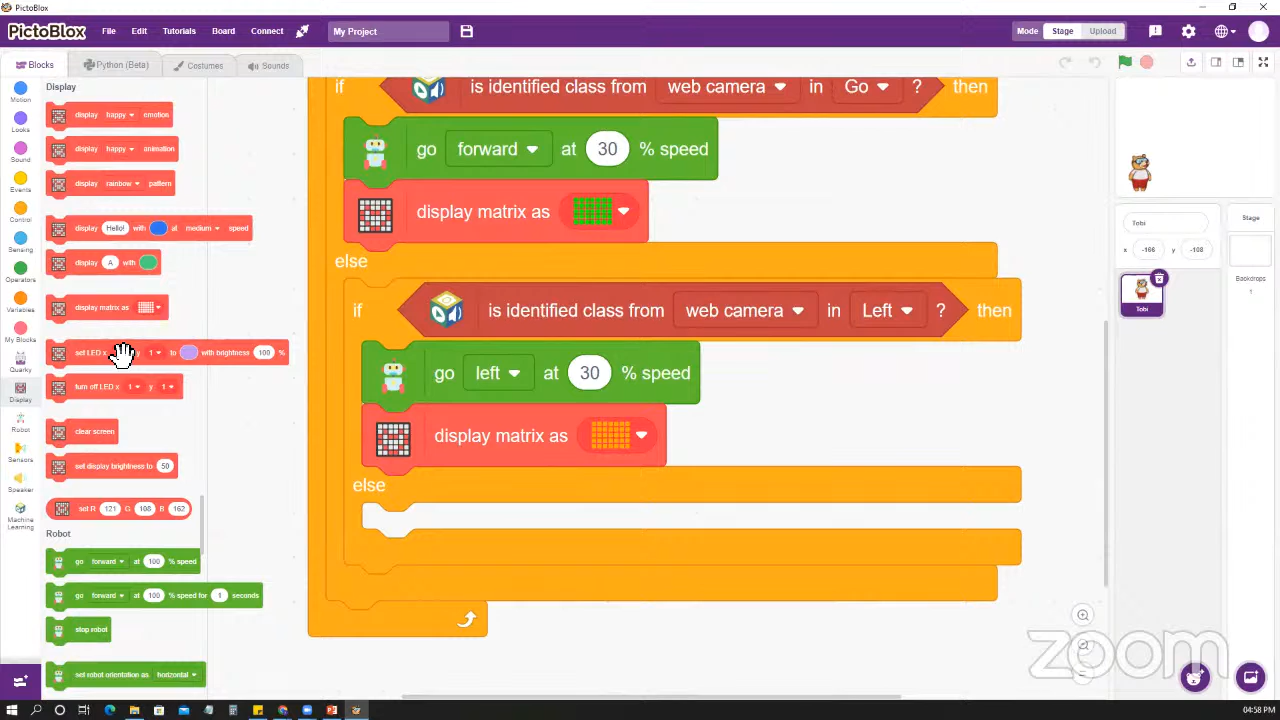 PictoBlox
PictoBlox File Edit Tutorials Board Connect My Project Mode Stage Upload
Blocks Python (Beta) Costumes Sounds
Motion
Looks
Sound
Events
Control
Sensing
Operators
Variables
My Blocks
Quarky
Display
Robot
Sensors
Speaker
Machine
Learning
Display
display happy emotion
display happy animation
display rainbow pattern
display Hello! with at medium speed
display A with
display matrix as
set LED x y 1 to with brightness 100 %
turn off LED x 1 y 1
clear screen
set display brightness to 50
set R 121 G 108 B 162
Robot
go forward at 100 % speed
go forward at 100 % speed for 1 seconds
stop robot
set robot orientation as horizontal
if is identified class from web camera in Go ? then
go forward at 30 % speed
display matrix as
else
if is identified class from web camera in Left ? then
go left at 30 % speed
display matrix as
else
Tobi
x -166 y -108
Tobi
Stage
Backdrops
1
zoom
04:58 PM